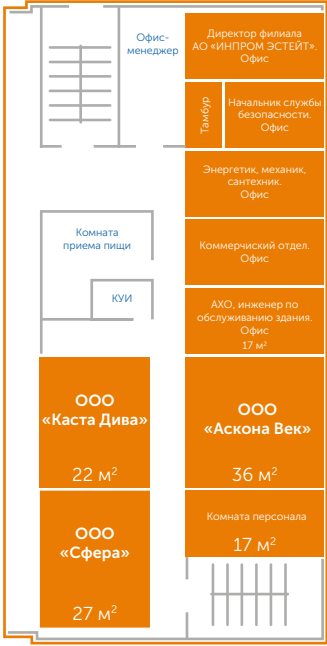 Офис-
менеджер
Директор филиала
АО «ИНПРОМ ЭСТЕЙТ».
Офис
Тамбур
Начальник службы
безопасности.
Офис
Энергетик, механик,
сантехник.
Офис
Комната
приема пищи
Коммерчиский отдел.
Офис
КУИ
АХО, инженер по
обслуживанию здания.
Офис
17 м²
ООО
«Каста Дива»
22 м²
ООО
«Аскона Век»
36 м²
Комната персонала
17 м²
ООО
«Сфера»
27 м²